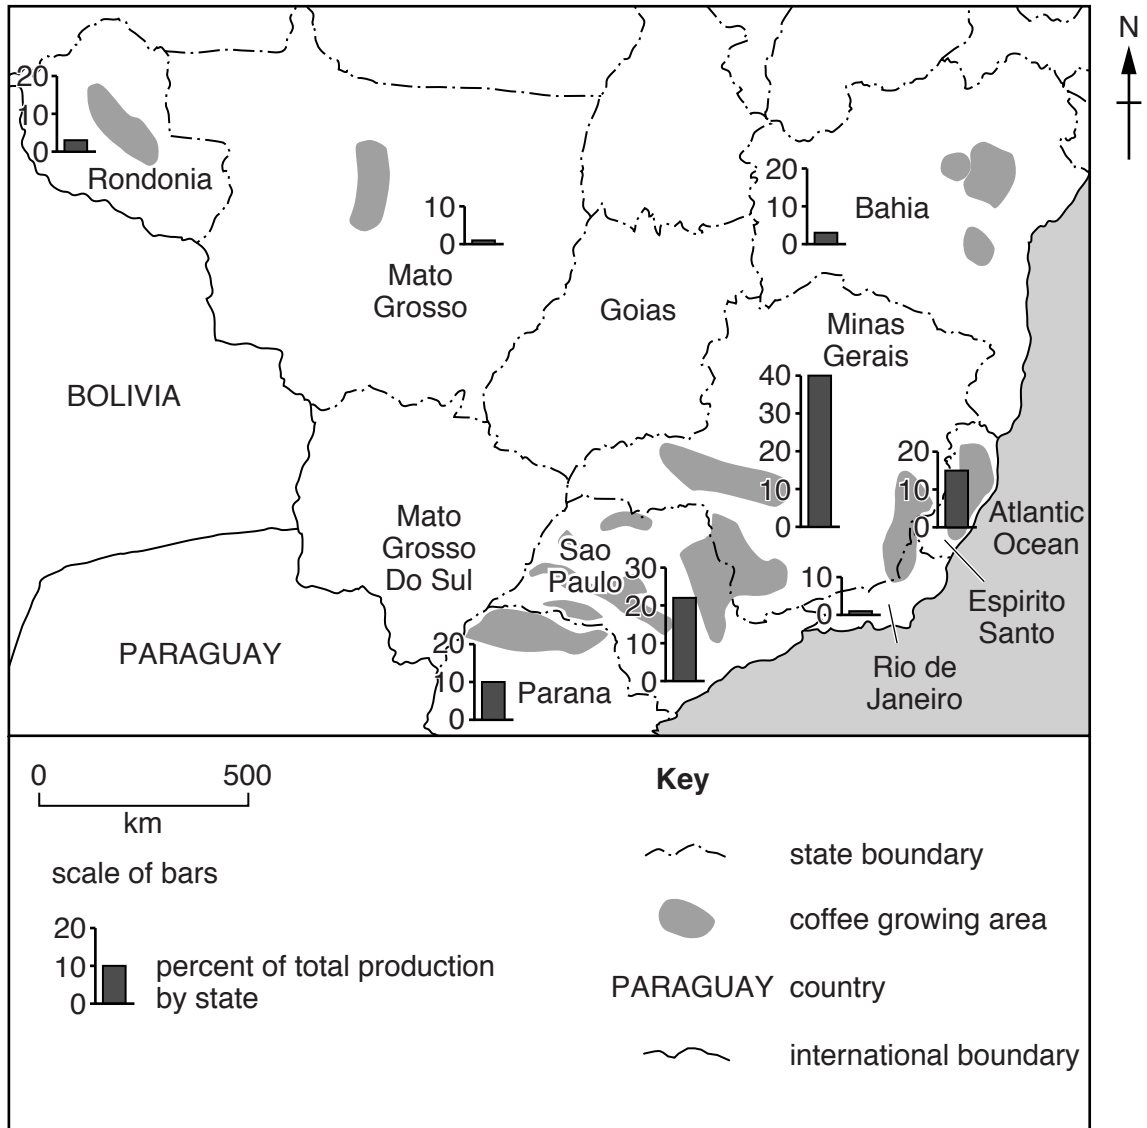 N
20
10
0
Rondonia
10
0
Mato
Grosso
20
10
0
Bahia
Goias
Minas
Gerais
BOLIVIA
40
30
20
10
0
20
10
0
Atlantic
Ocean
Mato
Grosso
Do Sul
Sao
Paulo
30
20
10
0
10
0
Espirito
Santo
PARAGUAY
20
10
0
Parana
Rio de
Janeiro
0 500
km
Key
scale of bars
20
10
0
percent of total production
by state
state boundary
coffee growing area
PARAGUAY country
international boundary